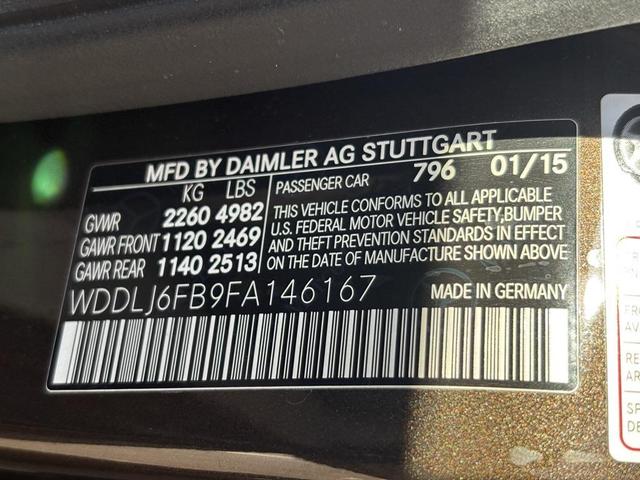 MFD BY DAIMLER AG STUTTGART
KG LBS
GVWR 2260 4982
GAWR FRONT 1120 2469
GAWR REAR 1140 2513
PASSENGER CAR 796 01/15
THIS VEHICLE CONFORMS TO ALL APPLICABLE
U.S. FEDERAL MOTOR VEHICLE SAFETY,BUMPER
AND THEFT PREVENTION STANDARDS IN EFFECT
ON THE DATE OF MANUFACTURE SHOWN ABOVE
WDDLJ6FB9FA146167
MADE IN GERMANY